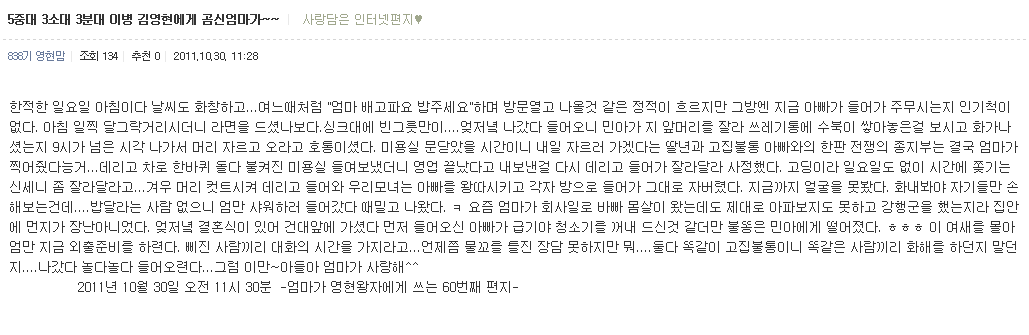 5중대 3소대 3분대 이병 김영현에게 곰신엄마가~~ 사랑담은 인터넷편지♥
838기 영현맘 조회 134 추천 0 2011.10.30. 11:28
한적한 일요일 아침이다 날씨도 화창하고...여느때처럼 "엄마 배고파요 밥주세요"하며 방문열고 나올것 같은 정적이 흐르지만 그방엔 지금 아빠가 들어가 주무시는지 인기척이
없다. 아침 일찍 달그락거리시더니 라면을 드셨나보다.싱크대에 빈그릇만이....엊저녁 나갔다 들어오니 민아가 지 앞머리를 잘라 쓰레기통에 수북이 쌓아놓은걸 보시고 화가나
셨는지 9시가 넘은 시각 나가서 머리 자르고 오라고 호통이셨다. 미용실 문닫았을 시간이니 내일 자르러 가겠다는 딸년과 고집불통 아빠와의 한판 전쟁의 종지부는 결국 엄마가
찍어줬다능거...데리고 차로 한바퀴 돌다 불켜진 미용실 들여보냈더니 영업 끝났다고 내보낸걸 다시 데리고 들어가 잘라달라 사정했다. 고딩이라 일요일도 없이 시간에 쫒기는
신세니 좀 잘라달라고...겨우 머리 컷트시켜 데리고 들어와 우리모녀는 아빠를 왕따시키고 각자 방으로 들어가 그대로 자버렸다. 지금까지 얼굴을 못봤다. 화내봐야 자기들만 손
해보는건데....밥달라는 사람 없으니 엄만 샤워하러 들어갔다 때밀고 나왔다. ㅋ 요즘 엄마가 회사일로 바빠 몸살이 왔는데도 제대로 아파보지도 못하고 강행군을 했는지라 집안
에 먼지가 장난아니었다. 엊저녁 결혼식이 있어 건대앞에 가셨다 먼저 들어오신 아빠가 급기야 청소기를 꺼내 드신것 같더만 불똥은 민아에게 떨어졌다. ㅎㅎㅎ 이 여새를 몰아
엄만 지금 외출준비를 하련다. 삐진 사람끼리 대화의 시간을 가지라고...언제쯤 물꼬를 틀진 장담 못하지만 뭐....둘다 똑같이 고집불통이니 똑같은 사람끼리 화해를 하던지 말던
지....나갔다 놀다놀다 들어오련다...그럼 이만~아들아 엄마가 사랑해^^
2011년 10월 30일 오전 11시 30분 -엄마가 영현왕자에게 쓰는 60번째 편지-